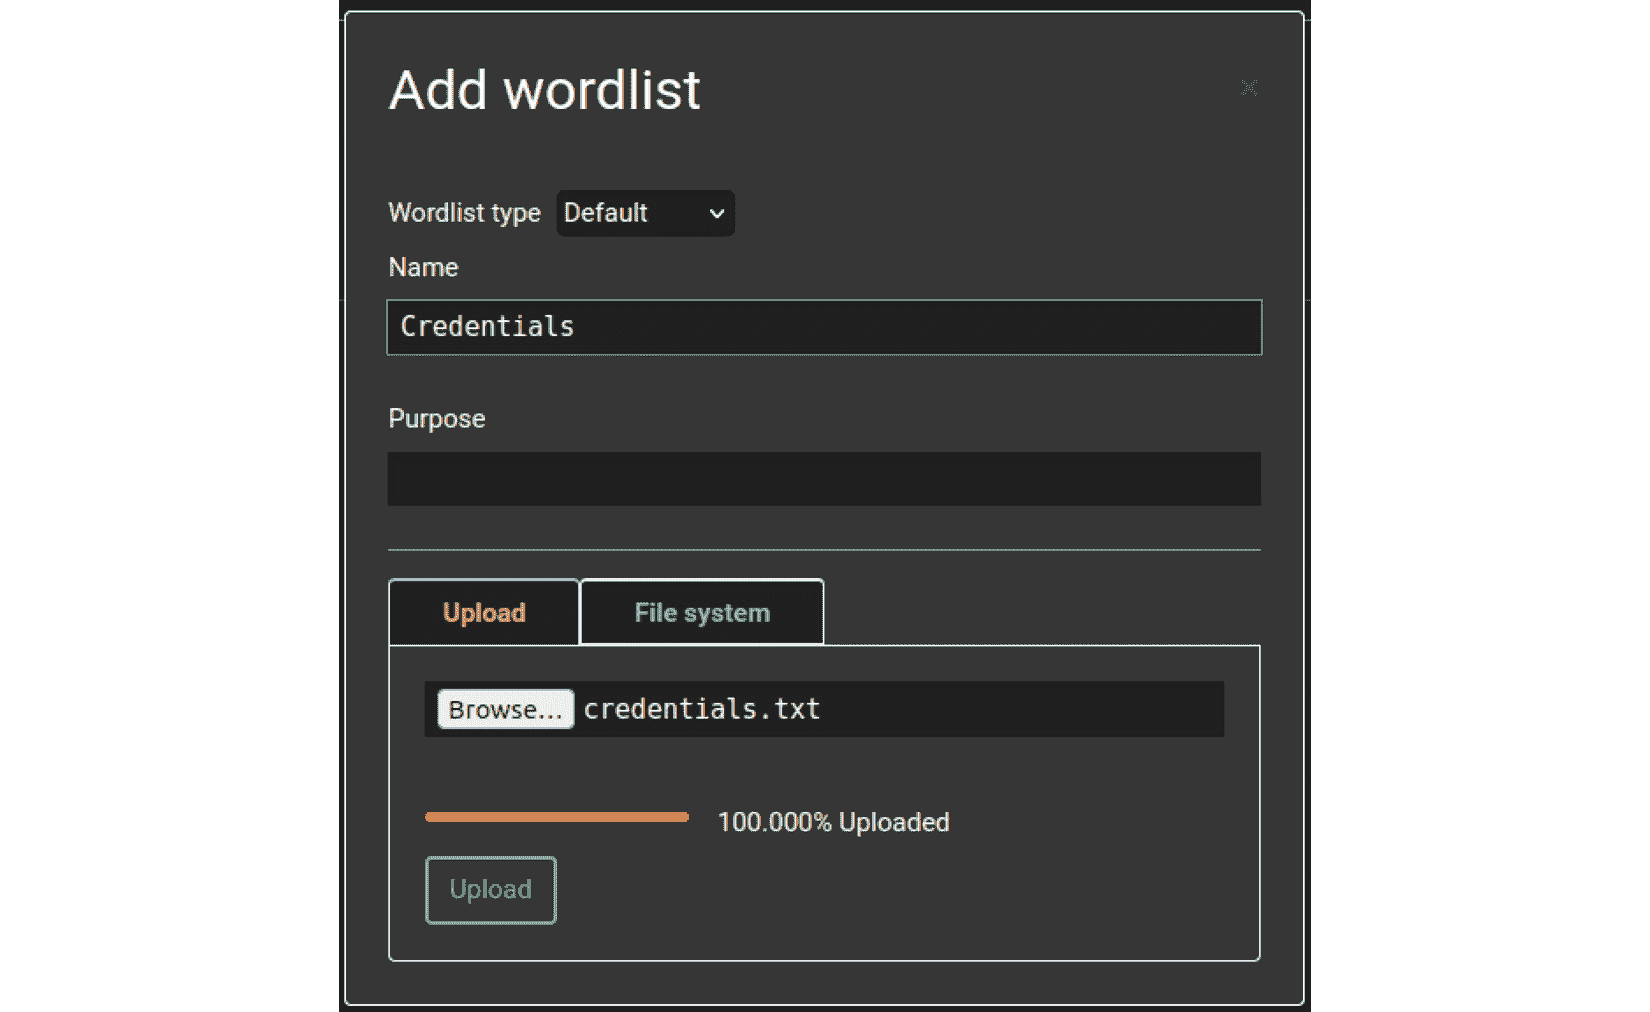 Add wordlist
Wordlist type Default
Name
Credentials
Purpose
Upload File system
Browse... credentials.txt
100.000% Uploaded
Upload